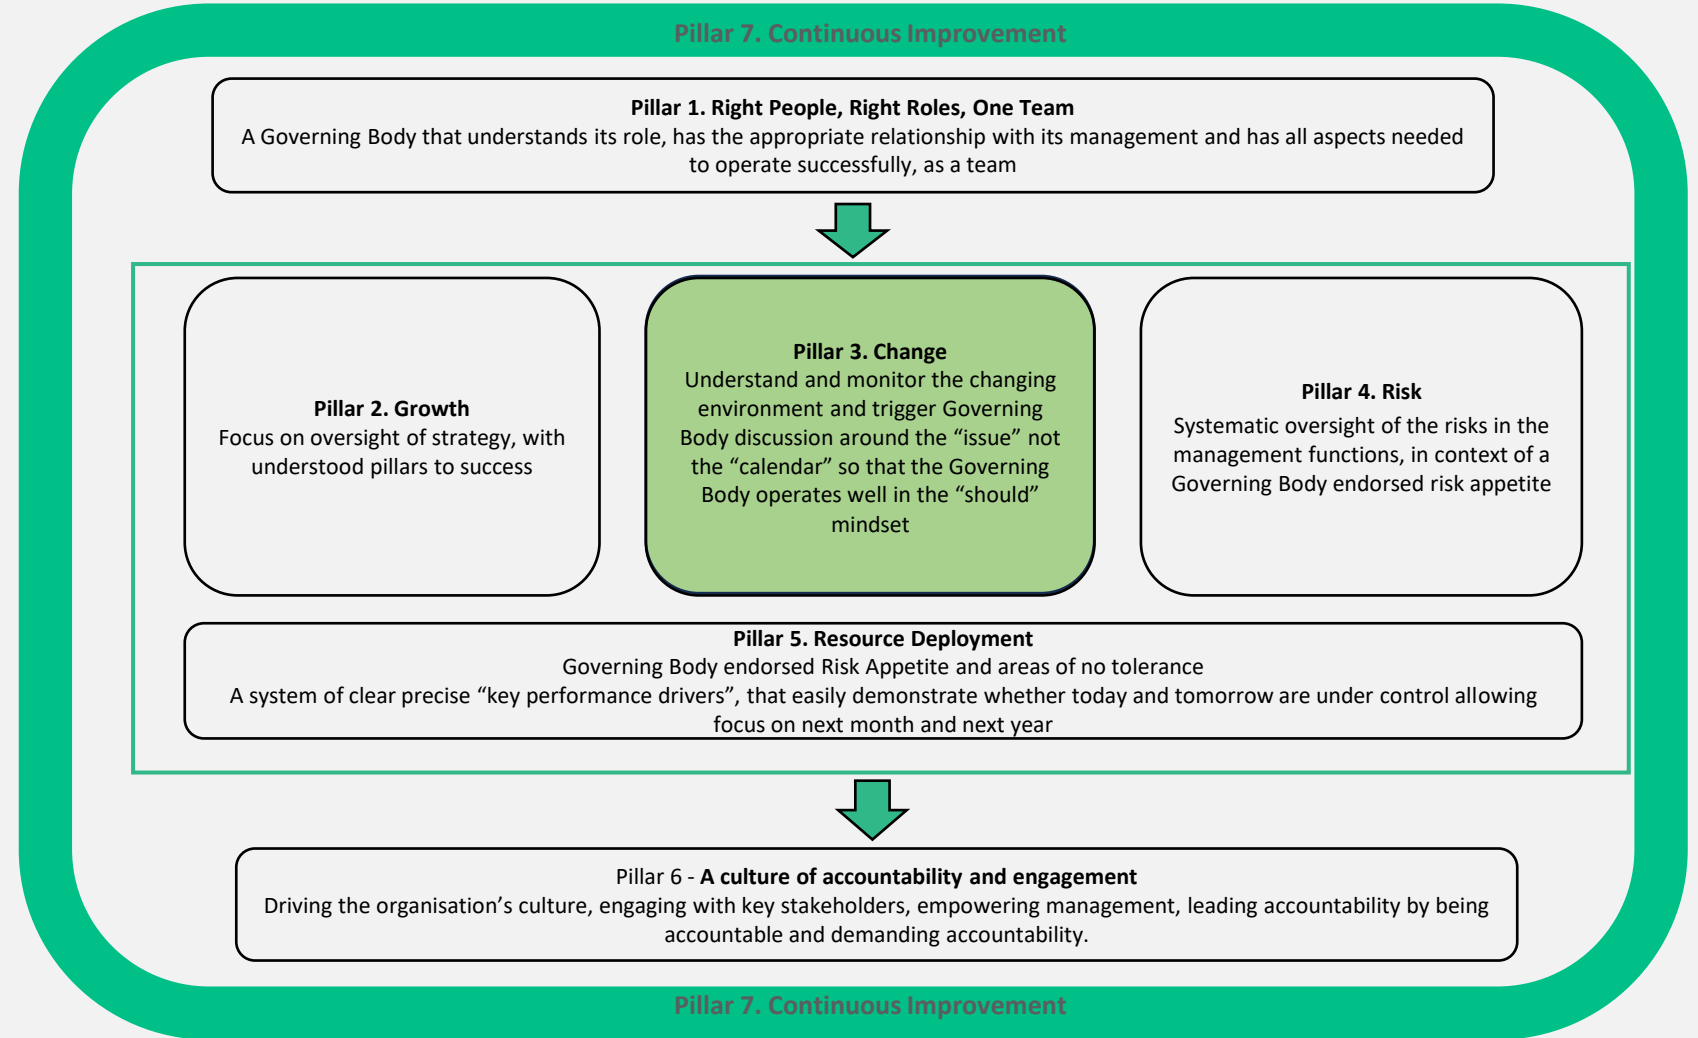 Pillar 7. Continuous Improvement
Pillar 1. Right People, Right Roles, One Team
A Governing Body that understands its role, has the appropriate relationship with its management and has all aspects needed
to operate successfully, as a team
Pillar 2. Growth
Focus on oversight of strategy, with
understood pillars to success
Pillar 3. Change
Understand and monitor the changing
environment and trigger Governing
Body discussion around the “issue” not
the “calendar” so that the Governing
Body operates well in the “should”
mindset
Pillar 4. Risk
Systematic oversight of the risks in the
management functions, in context of a
Governing Body endorsed risk appetite
Pillar 5. Resource Deployment
Governing Body endorsed Risk Appetite and areas of no tolerance
A system of clear precise “key performance drivers”, that easily demonstrate whether today and tomorrow are under control allowing
focus on next month and next year
Pillar 6 - A culture of accountability and engagement
Driving the organisation’s culture, engaging with key stakeholders, empowering management, leading accountability by being
accountable and demanding accountability.
Pillar 7. Continuous Improvement